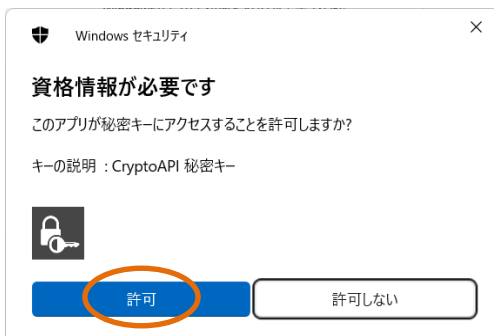 Windows セキュリティ
資格情報が必要です
このアプリが秘密キーにアクセスすることを許可しますか?
キーの説明 : CryptoAPI 秘密キー
許可
許可しない